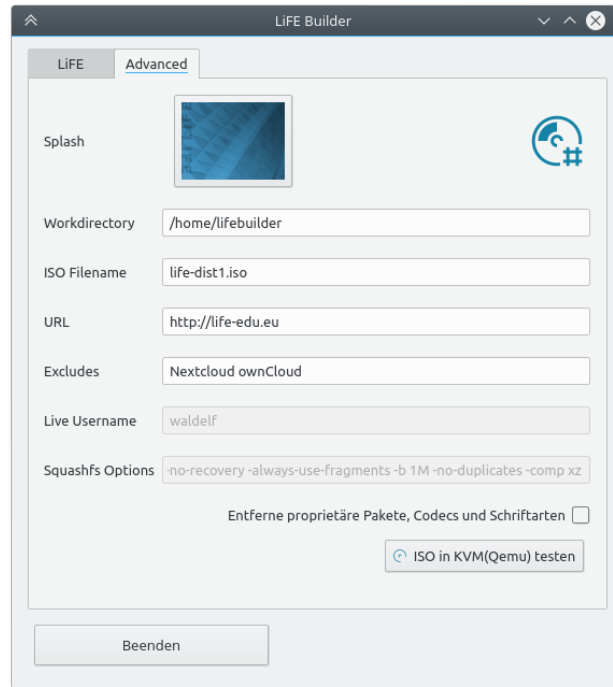 LiFE Builder
LiFE Advanced
Splash
Workdirectory /home/lifebuilder
ISO Filename life-dist1.iso
URL http://life-edu.eu
Excludes Nextcloud ownCloud
Live Username waldelf
Squashfs Options -no-recovery -always-use-fragments -b 1M -no-duplicates -comp xz
Entferne proprietäre Pakete, Codecs und Schriftarten
ISO in KVM(Qemu) testen
Beenden